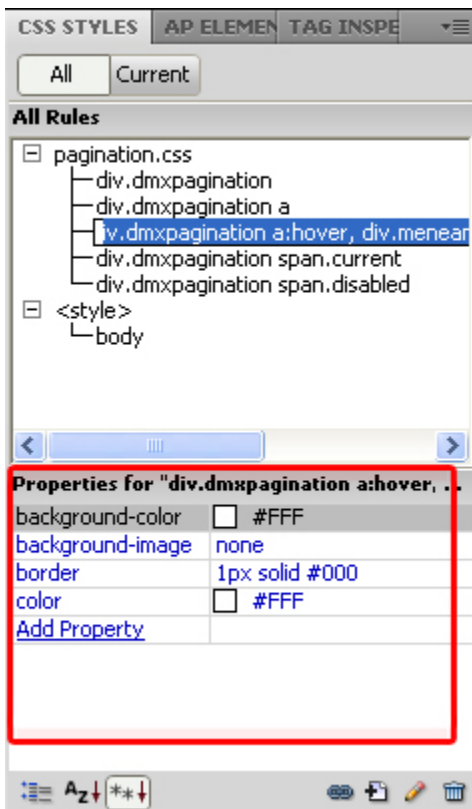 CSS STYLES AP ELEMEN TAG INSPE
All Current
All Rules
pagination.css
div.dmxpagination
div.dmxpagination a
iv.dmxpagination a:hover, div.menear
div.dmxpagination span.current
div.dmxpagination span.disabled
<style>
body
Properties for "div.dmxpagination a:hover, ...
background-color #FFF
background-image none
border 1px solid #000
color #FFF
Add Property
AZ **